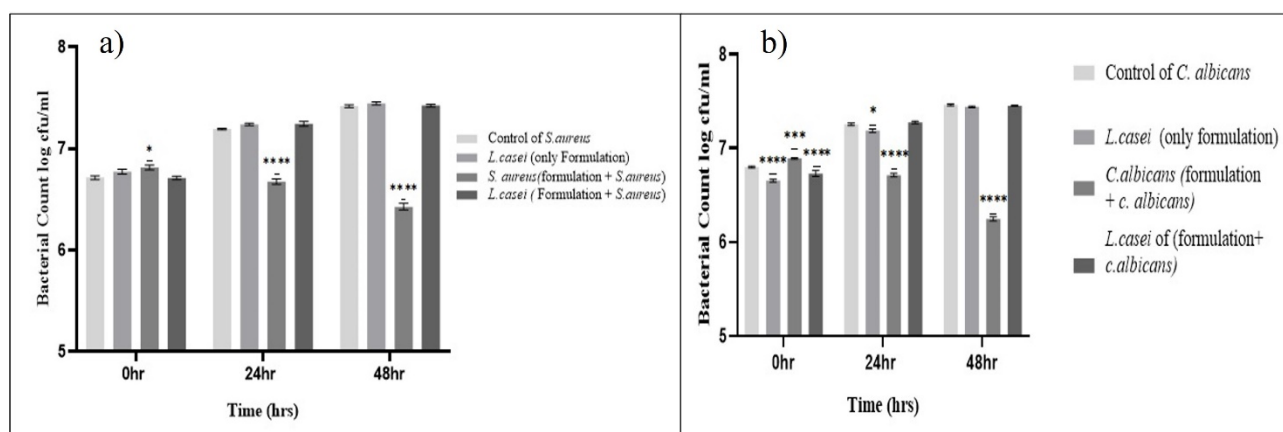 a)
Bacterial Count log cfu/ml
8
7
6
5
*
****
****
0hr 24hr 48hr
Time (hrs)
Control of S.aureus
L.casei (only Formulation)
S. aureus(formulation + S.aureus)
L.casei ( Formulation + S.aureus)
b)
Bacterial Count log cfu/ml
8
7
6
5
**** *** ****
* ****
****
0hr 24hr 48hr
Time (hrs)
Control of C. albicans
L.casei (only formulation)
C.albicans (formulation
+ c. albicans)
L.casei of (formulation+
c.albicans)